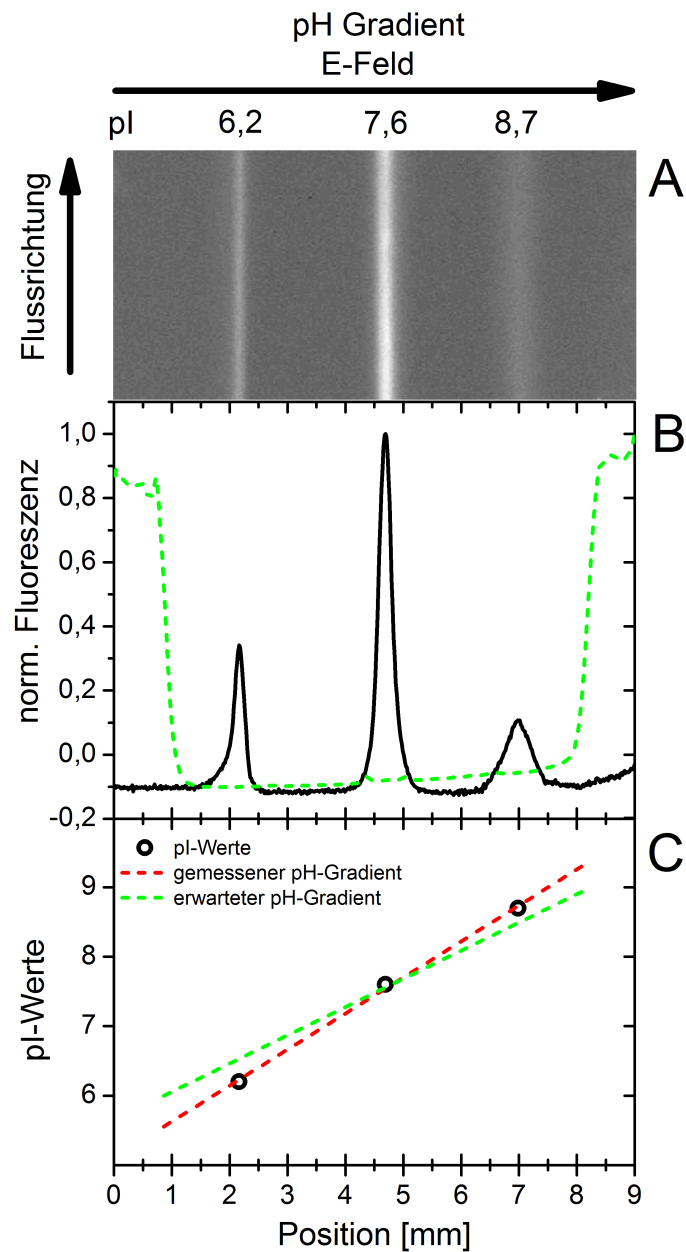 pH Gradient
E-Feld
pI 6,2 7,6 8,7
Flussrichtung
A
B
norm. Fluoreszenz
1,0
0,8
0,6
0,4
0,2
0,0
-0,2
C
pI-Werte
gemessener pH-Gradient
erwarteter pH-Gradient
pI-Werte
9
8
7
6
0 1 2 3 4 5 6 7 8 9
Position [mm]